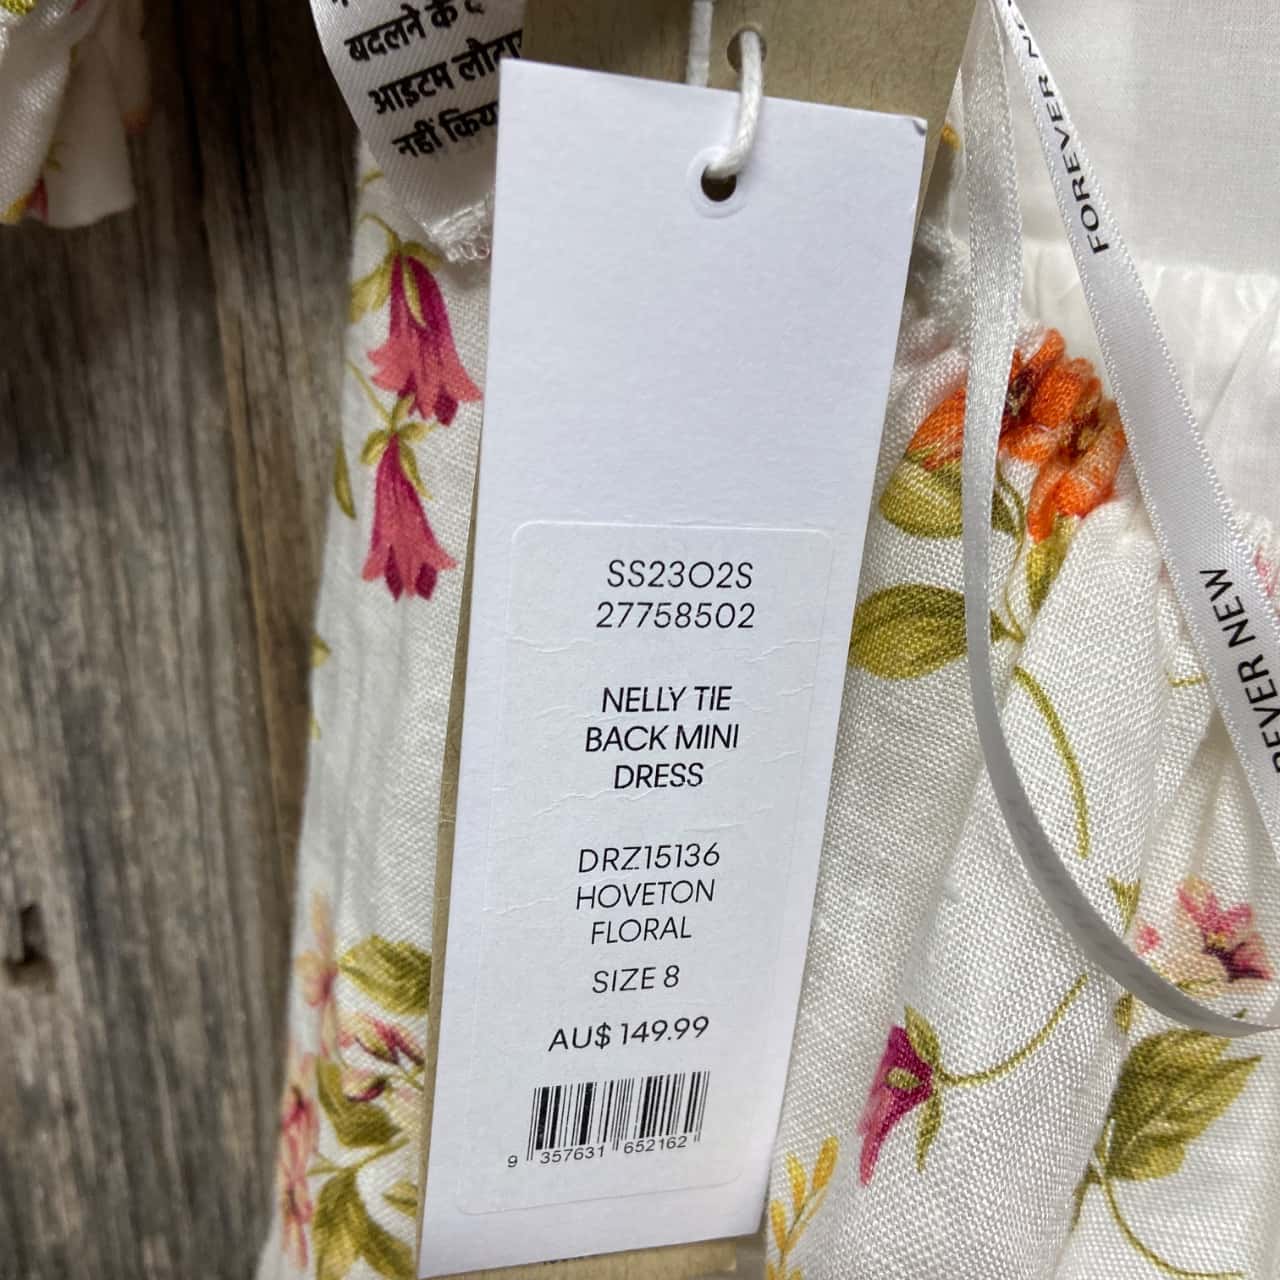 बदलने के
आइटम
नहीं
FOREVER
FOREVER NEW
SS23O2S
27758502
NELLY TIE
BACK MINI
DRESS
DRZ15136
HOVETON
FLORAL
SIZE 8
AU$ 149.99
9 357631 652162